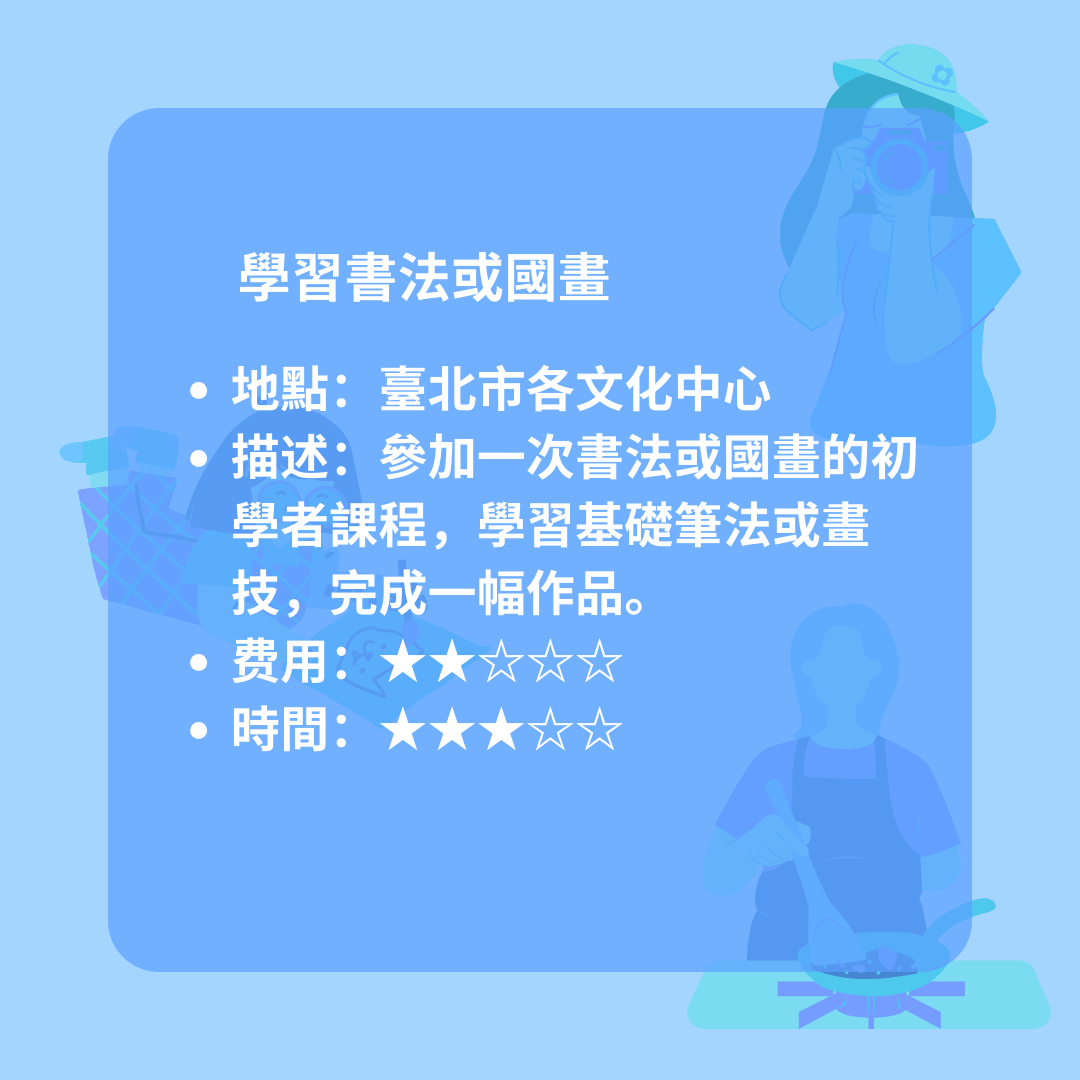 學習書法或國畫
• 地點：臺北市各文化中心
• 描述：參加一次書法或國畫的初
學者課程，學習基礎筆法或畫
技，完成一幅作品。
• 费用：★★☆☆☆
• 時間：★★★☆☆